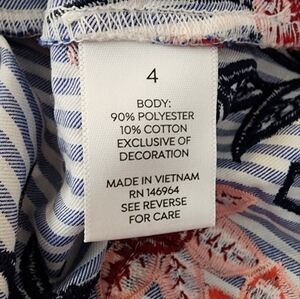 4
BODY:
90% POLYESTER
10% COTTON
EXCLUSIVE OF
DECORATION
MADE IN VIETNAM
RN 146964
SEE REVERSE
FOR CARE